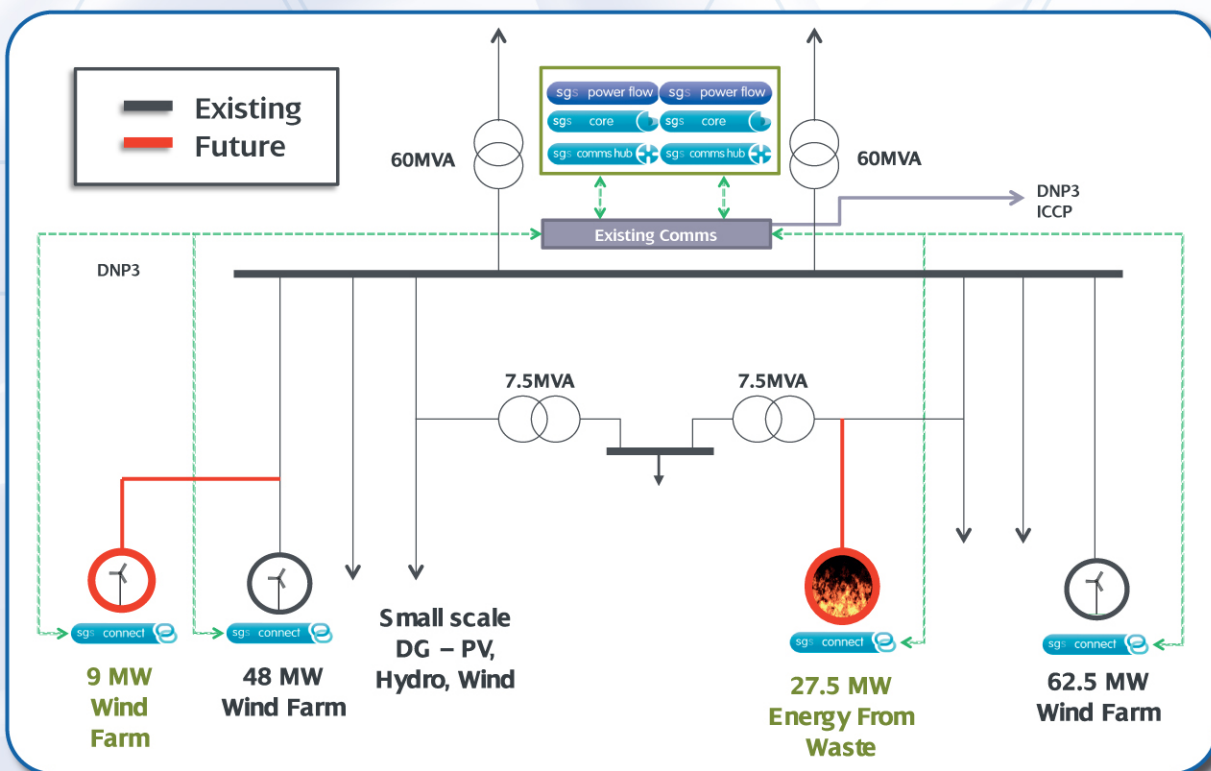 Existing
Future
sgs power flow
sgs power flow
sgs core
sgs core
sgs comms hub
sgs comms hub
60MVA
60MVA
DNP3
ICCP
Existing Comms
DNP3
7.5MVA
7.5MVA
sgs connect
sgs connect
sgs connect
sgs connect
9 MW
Wind
Farm
48 MW
Wind Farm
Small scale
DG – PV,
Hydro, Wind
27.5 MW
Energy From
Waste
62.5 MW
Wind Farm